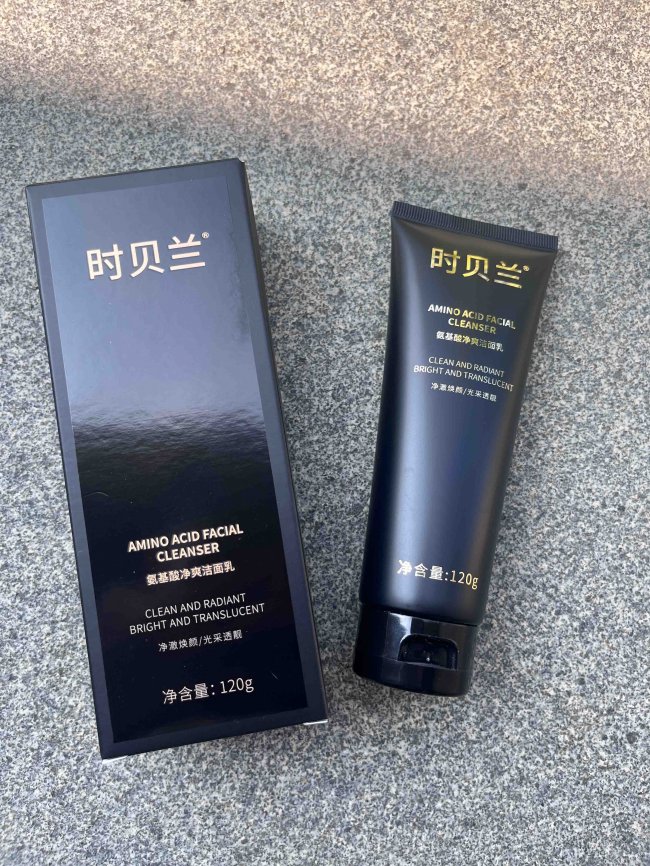 时贝兰®
AMINO ACID FACIAL
CLEANSER
氨基酸净爽洁面乳
CLEAN AND RADIANT
BRIGHT AND TRANSLUCENT
净澈焕颜/光采透靓
净含量：120g
时贝兰®
AMINO ACID FACIAL
CLEANSER
氨基酸净爽洁面乳
CLEAN AND RADIANT
BRIGHT AND TRANSLUCENT
净澈焕颜/光采透靓
净含量:120g